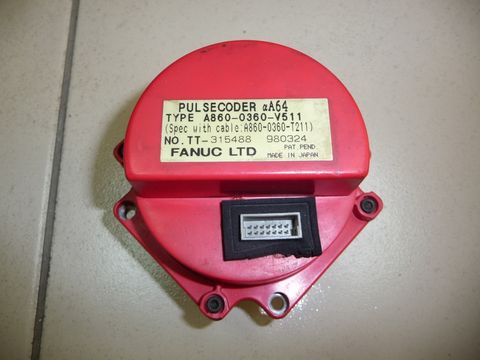 PULSECODER αA64
TYPE A860-0360-V511
(Spec with cable:A860-0360-T211)
NO.TT-315488 980324
PAT.PEND.
FANUC LTD MADE IN JAPAN